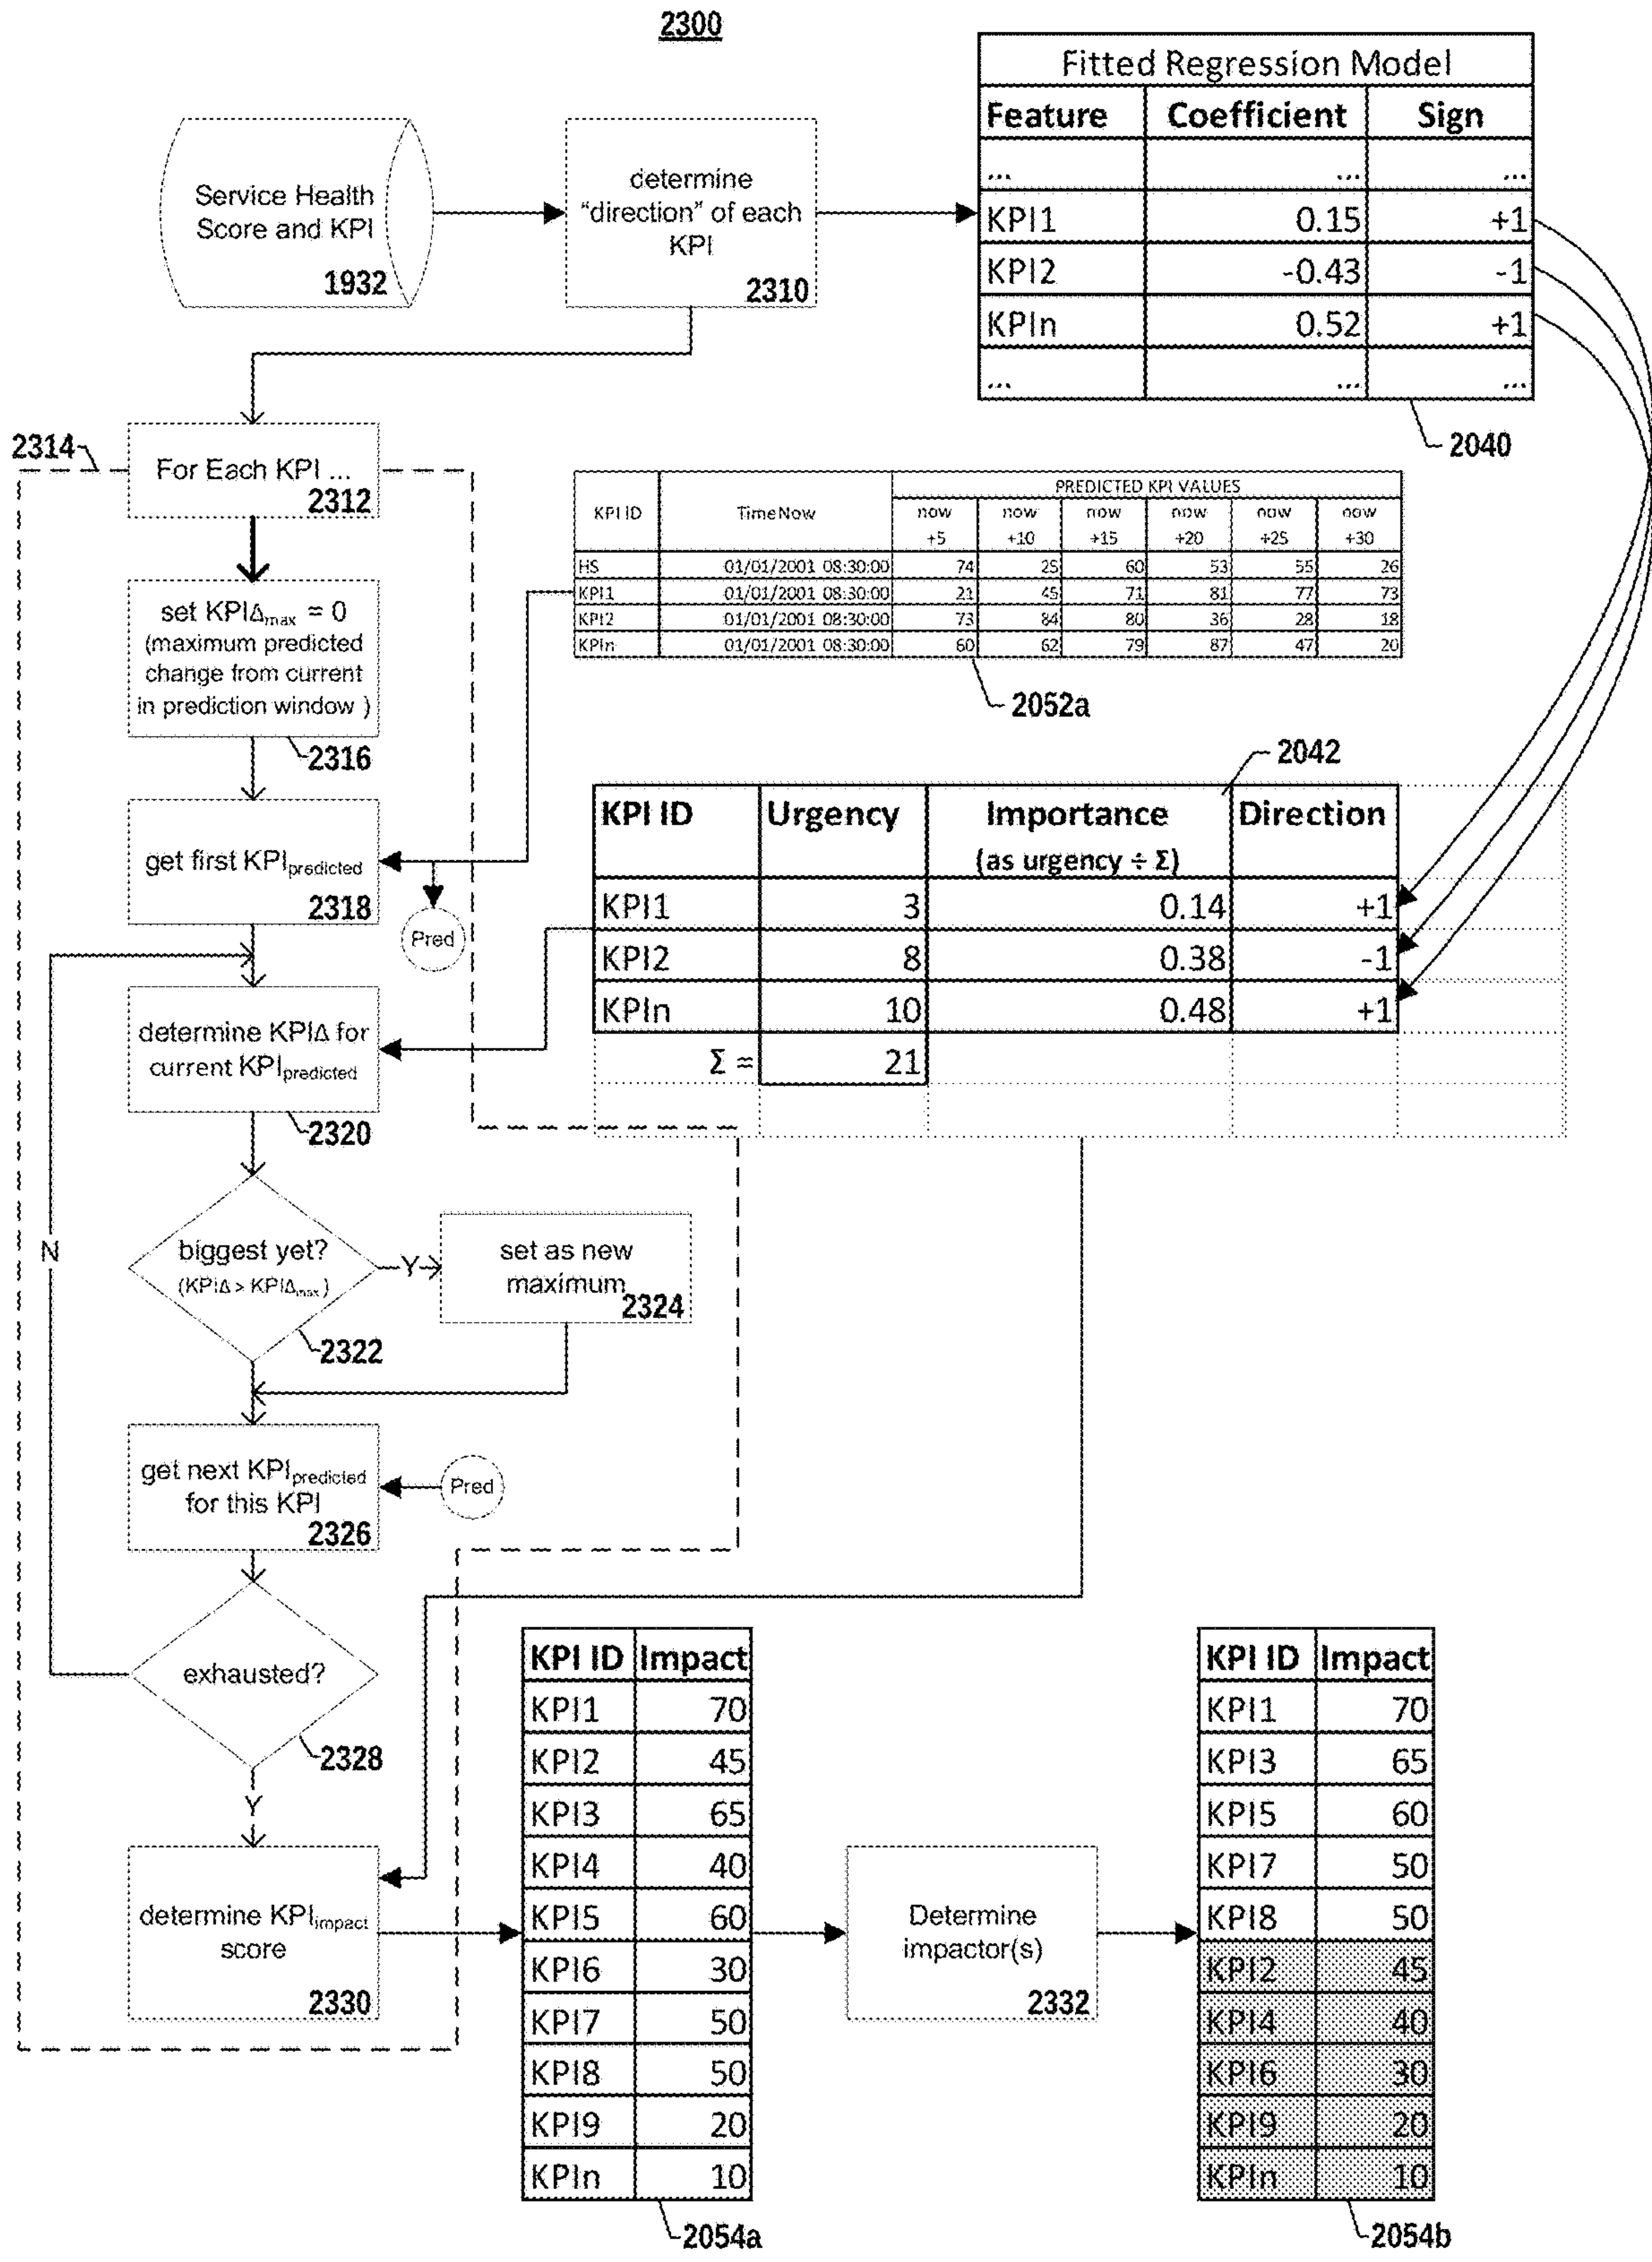 2300
Service Health
Score and KPI
1932
determine
"direction" of each
KPI
2310
Fitted Regression Model
Feature Coefficient Sign
... ... ...
KPI1 0.15 +1
KPI2 -0.43 -1
KPIn 0.52 +1
... ... ...
2040
2314
For Each KPI ...
2312
KPI ID TimeNow PREDICTED KPI VALUES
now now now now now now
+5 +10 +15 +20 +25 +30
HS 01/01/2001 08:30:00 74 25 60 53 55 26
KPI1 01/01/2001 08:30:00 21 45 71 81 77 73
KPI2 01/01/2001 08:30:00 73 84 80 36 28 18
KPIn 01/01/2001 08:30:00 60 62 79 87 47 20
2052a
set KPIΔmax = 0
(maximum predicted
change from current
in prediction window )
2316
2042
KPI ID Urgency Importance Direction
(as urgency ÷ Σ)
KPI1 3 0.14 +1
KPI2 8 0.38 -1
KPIn 10 0.48 +1
Σ = 21
get first KPIpredicted
2318
Pred
determine KPIΔ for
current KPIpredicted
2320
biggest yet?
(KPIΔ > KPIΔmax)
2322
Y
set as new
maximum
2324
N
get next KPIpredicted
for this KPI
2326
Pred
exhausted?
2328
Y
determine KPIimpact
score
2330
KPI ID Impact
KPI1 70
KPI2 45
KPI3 65
KPI4 40
KPI5 60
KPI6 30
KPI7 50
KPI8 50
KPI9 20
KPIn 10
2054a
Determine
impactor(s)
2332
KPI ID Impact
KPI1 70
KPI3 65
KPI5 60
KPI7 50
KPI8 50
KPI2 45
KPI4 40
KPI6 30
KPI9 20
KPIn 10
2054b